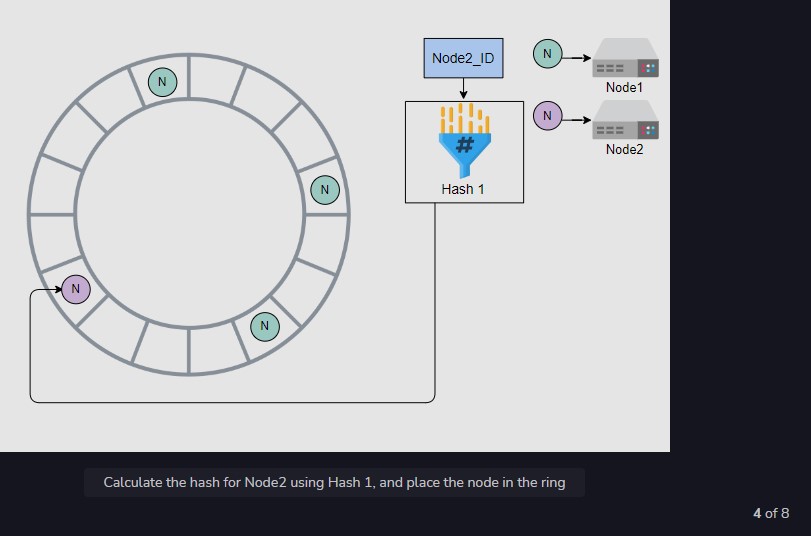 Node2_ID
N
Node1
N
Node2
#
Hash 1
N
N
N
N
Calculate the hash for Node2 using Hash 1, and place the node in the ring
4 of 8